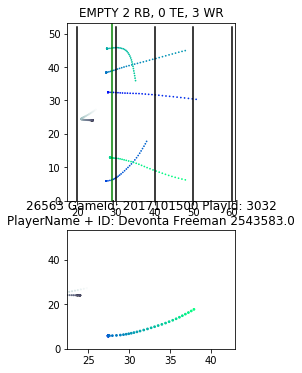 EMPTY 2 RB, 0 TE, 3 WR
50
40
30
20
10
0
20 30 40 50 60
26563 GameId: 2017101500 PlayId: 3032
PlayerName + ID: Devonta Freeman 2543583.0
40
20
0
25 30 35 40